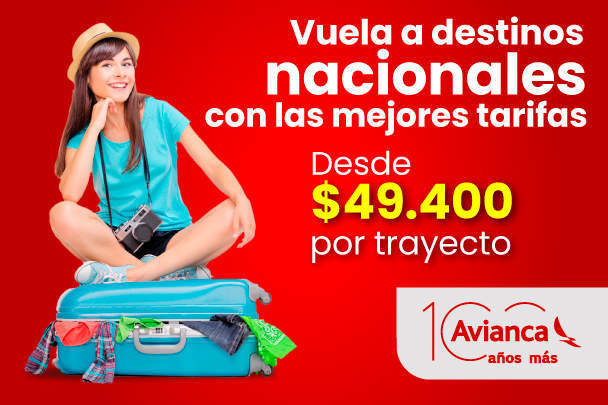 Vuela a destinos
nacionales
con las mejores tarifas
Desde
$49.400
por trayecto
100
Avianca
años más